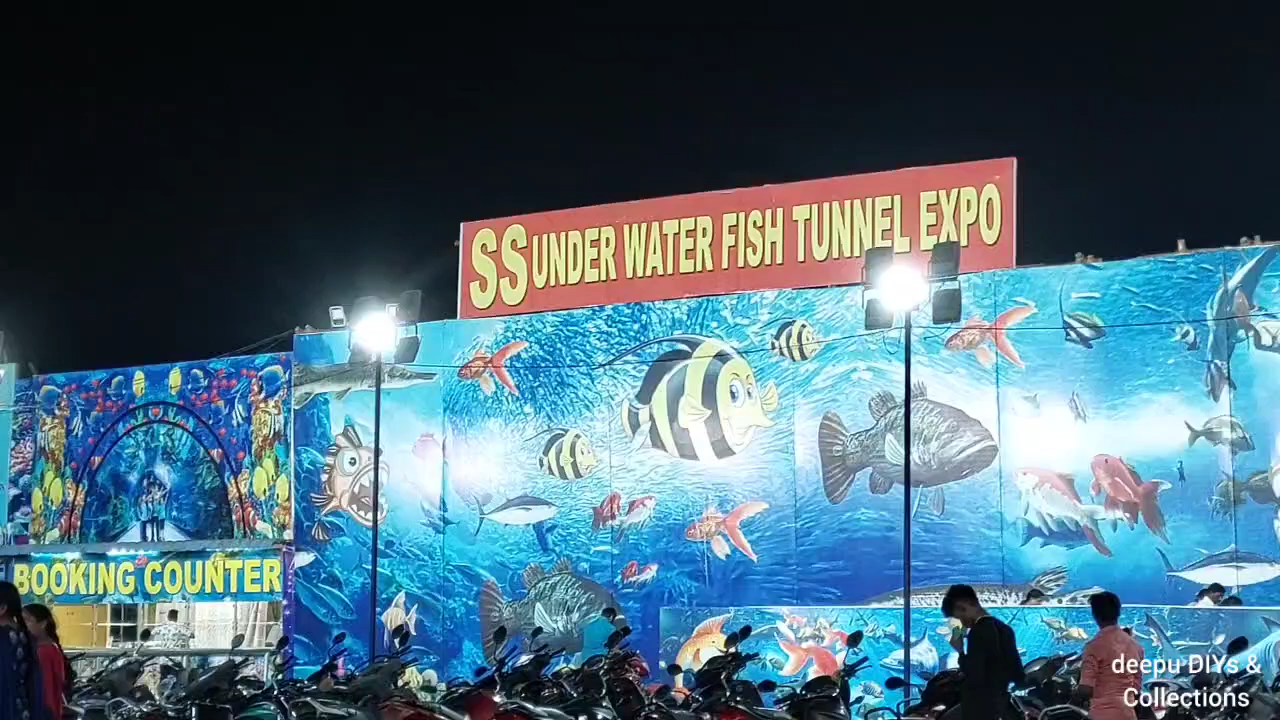 SS UNDER WATER FISH TUNNEL EXPO
BOOKING COUNTER
deepu DIYs &
Collections